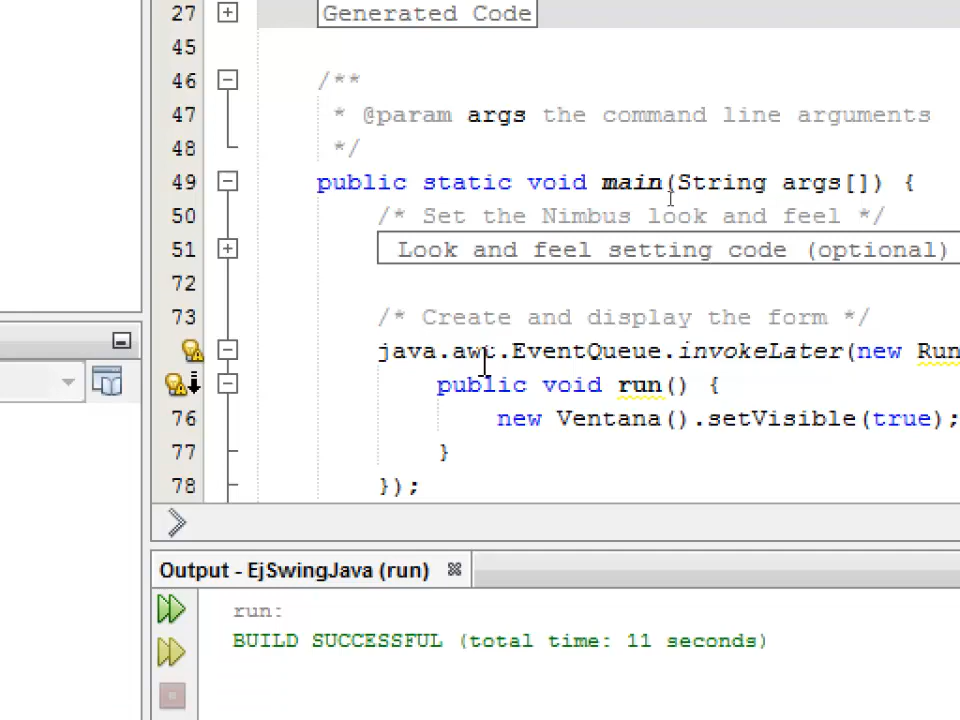 27 Generated Code
45
46 /**
47 * @param args the command line arguments
48 */
49 public static void main(String args[]) {
50 /* Set the Nimbus look and feel */
51 Look and feel setting code (optional)
72
73 /* Create and display the form */
java.awt.EventQueue.invokeLater(new Run
public void run() {
76 new Ventana().setVisible(true);
77 }
78 });
Output - EjSwingJava (run)
run:
BUILD SUCCESSFUL (total time: 11 seconds)